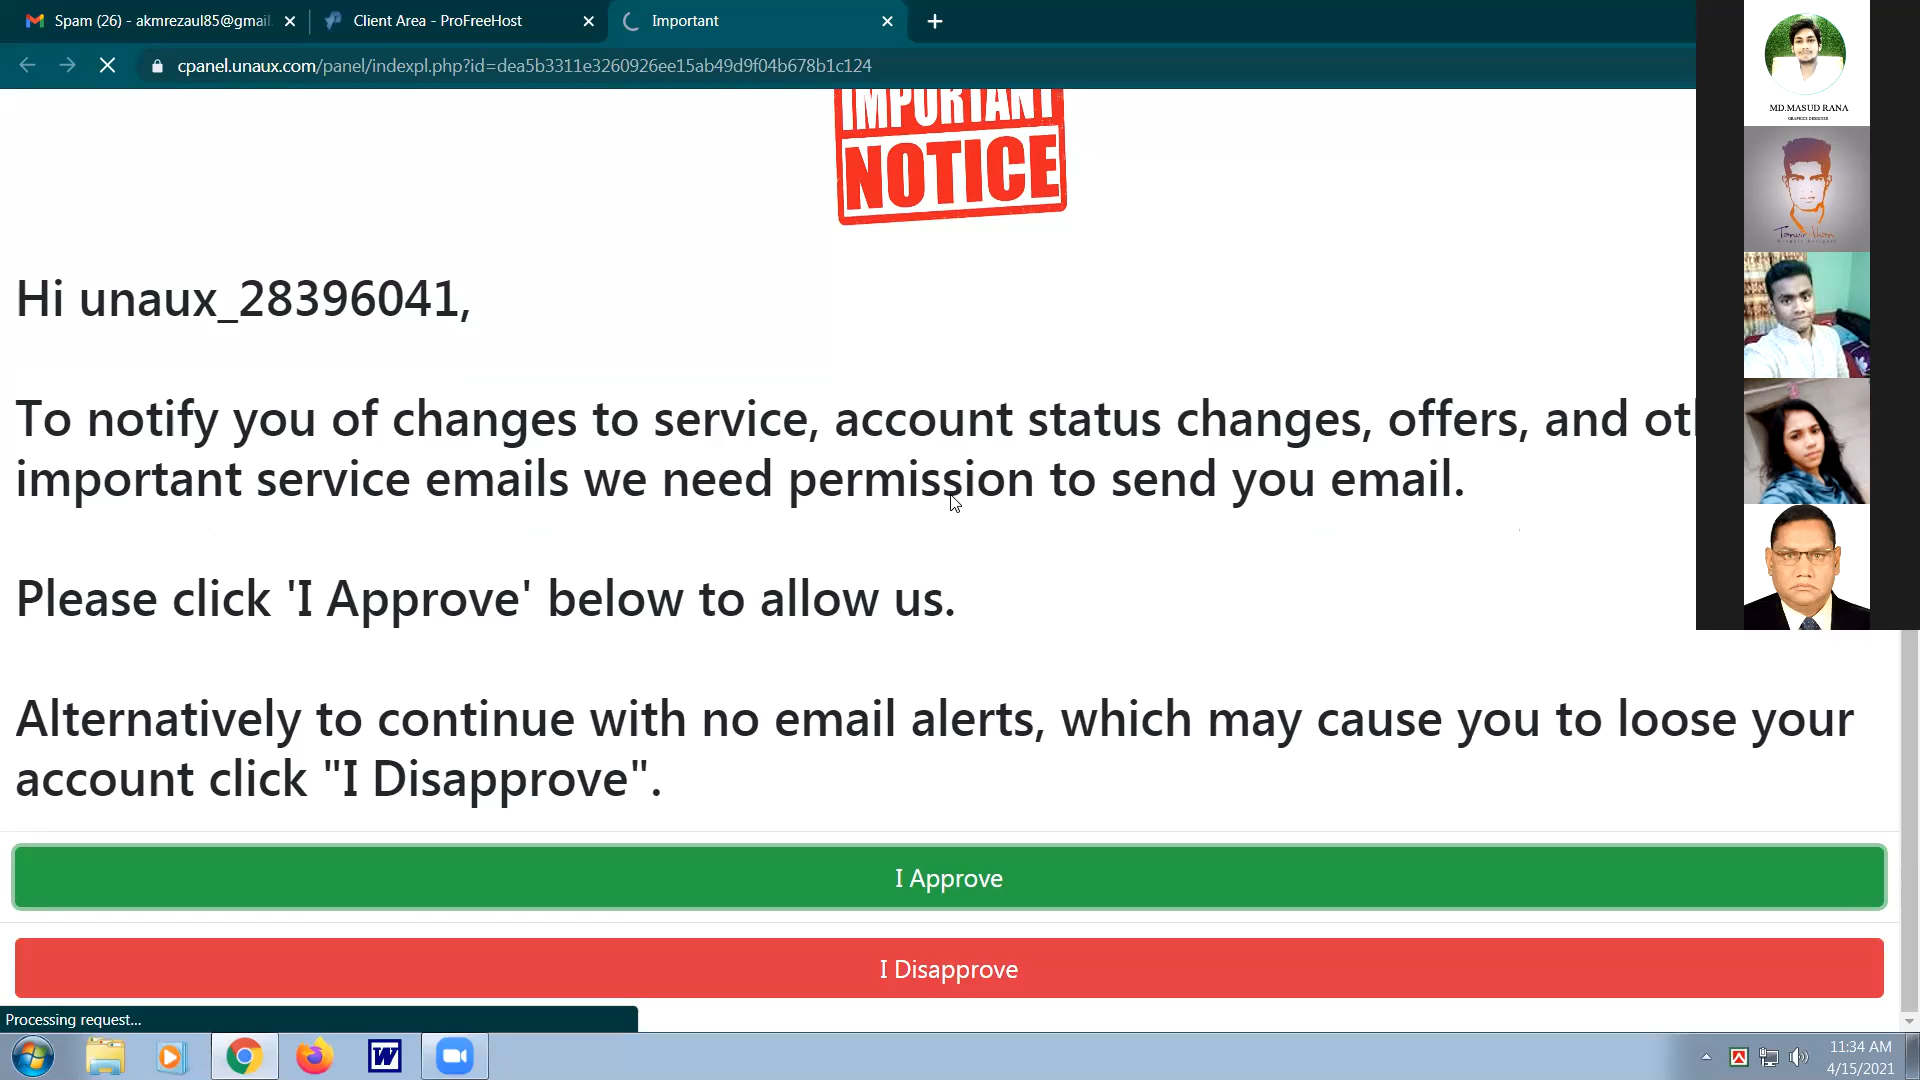 Spam (26) - akmrezaul85@gmail
Client Area - ProFreeHost
Important
cpanel.unaux.com/panel/indexpl.php?id=dea5b3311e3260926ee15ab49d9f04b678b1c124
MD.MASUD RANA
GRAPHICS DESIGNER
IMPORTANT
NOTICE
Hi unaux_28396041,
To notify you of changes to service, account status changes, offers, and ot
important service emails we need permission to send you email.
Please click 'I Approve' below to allow us.
Alternatively to continue with no email alerts, which may cause you to loose your
account click "I Disapprove".
I Approve
I Disapprove
Processing request...
W
11:34 AM
4/15/2021